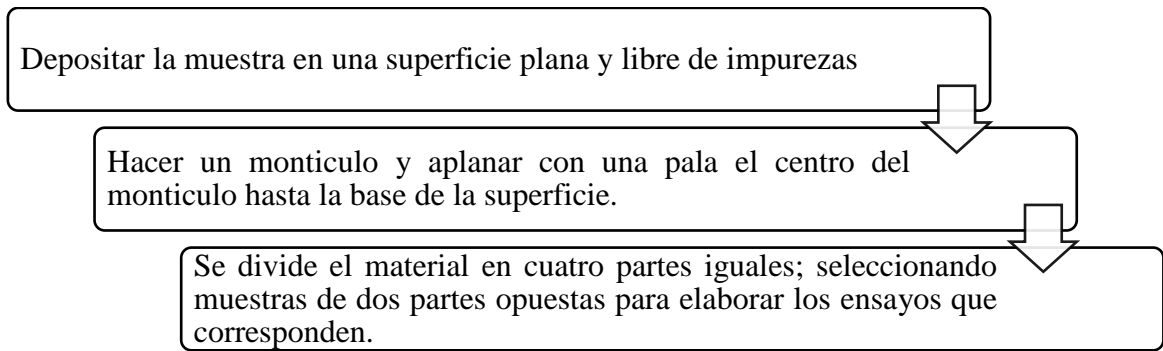 Depositar la muestra en una superficie plana y libre de impurezas
Hacer un monticulo y aplanar con una pala el centro del
monticulo hasta la base de la superficie.
Se divide el material en cuatro partes iguales; seleccionando
muestras de dos partes opuestas para elaborar los ensayos que
corresponden.